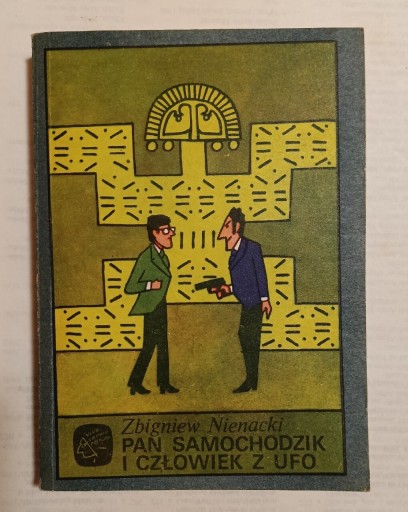 Zbigniew Nienacki
PAN SAMOCHODZIK
I CZŁOWIEK Z UFO